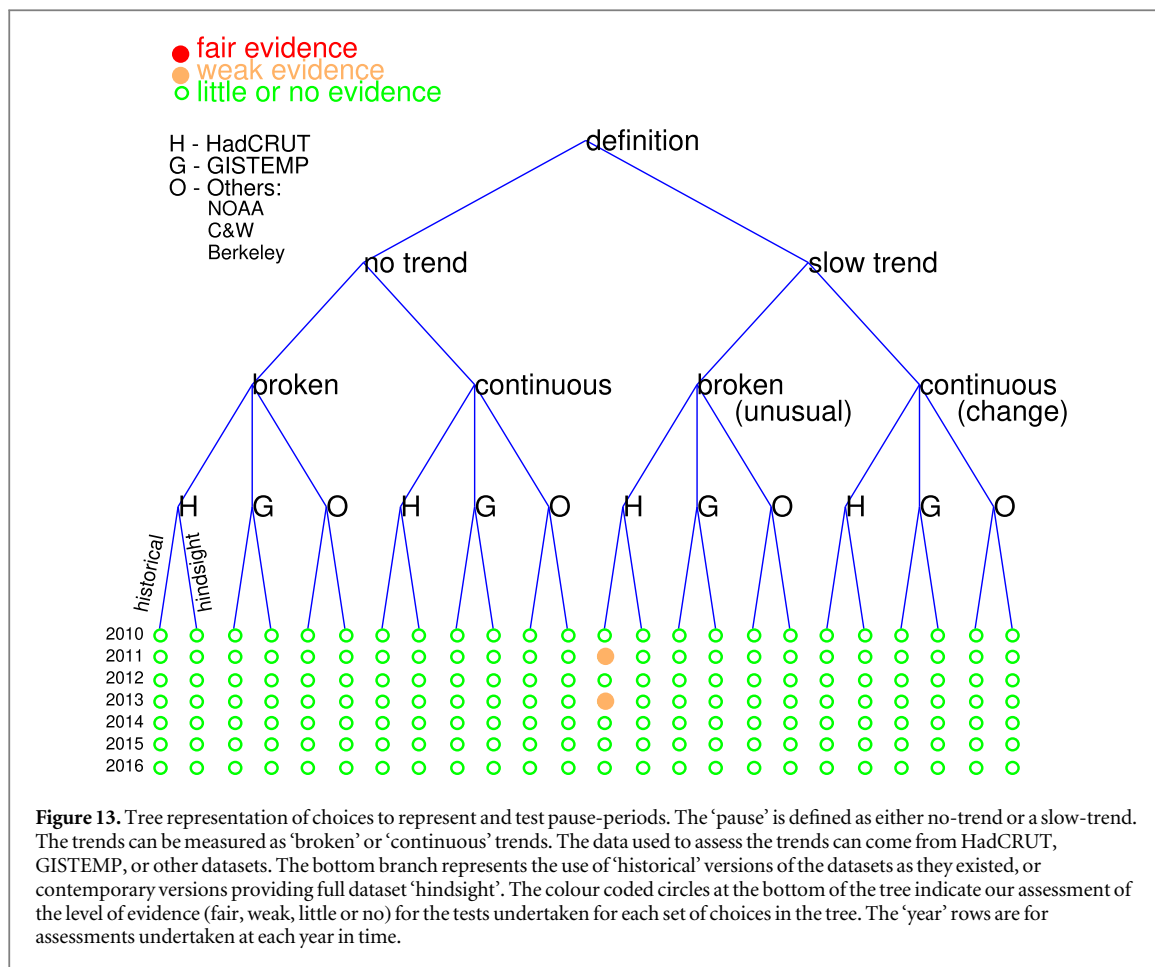 fair evidence
weak evidence
little or no evidence
H - HadCRUT
G - GISTEMP
O - Others:
NOAA
C&W
Berkeley
definition
no trend
slow trend
broken
continuous
broken
(unusual)
continuous
(change)
H G O H G O H G O H G O
historical
hindsight
2010
2011
2012
2013
2014
2015
2016
Figure 13. Tree representation of choices to represent and test pause-periods. The ‘pause’ is defined as either no-trend or a slow-trend.
The trends can be measured as ‘broken’ or ‘continuous’ trends. The data used to assess the trends can come from HadCRUT,
GISTEMP, or other datasets. The bottom branch represents the use of ‘historical’ versions of the datasets as they existed, or
contemporary versions providing full dataset ‘hindsight’. The colour coded circles at the bottom of the tree indicate our assessment of
the level of evidence (fair, weak, little or no) for the tests undertaken for each set of choices in the tree. The ‘year’ rows are for
assessments undertaken at each year in time.